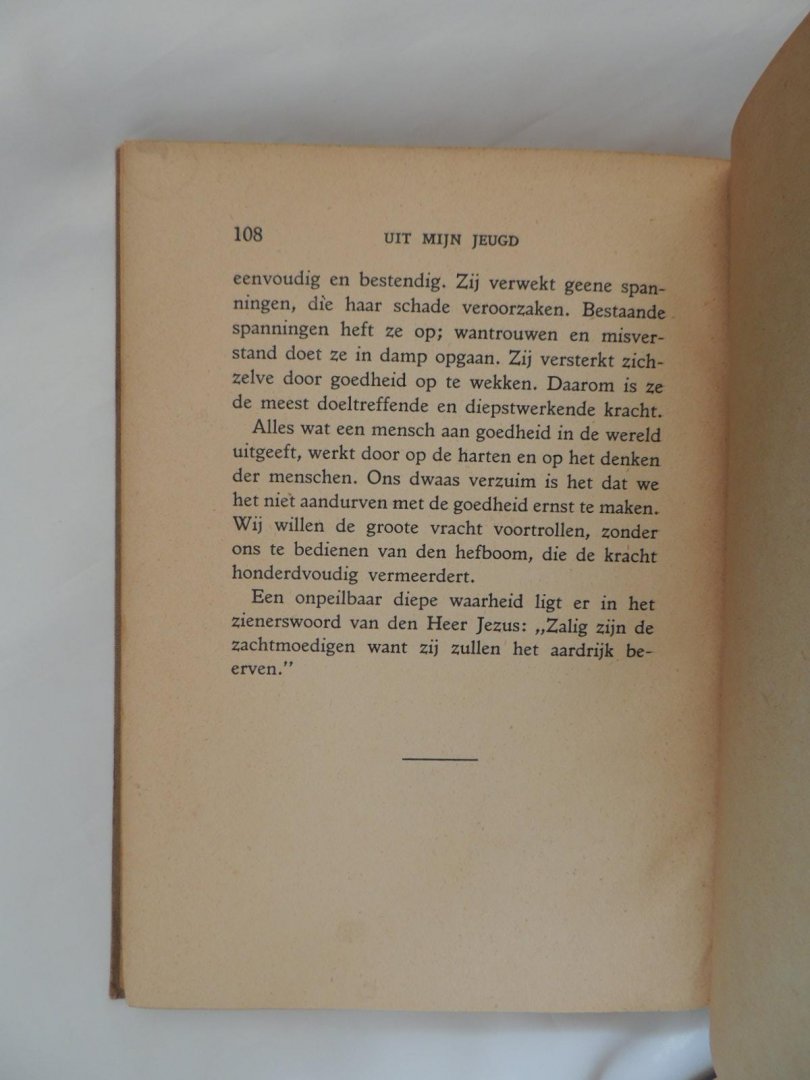 108 UIT MIJN JEUGD
eenvoudig en bestendig. Zij verwekt geene span-
ningen, die haar schade veroorzaken. Bestaande
spanningen heft ze op; wantrouwen en misver-
stand doet ze in damp opgaan. Zij versterkt zich-
zelve door goedheid op te wekken. Daarom is ze
de meest doeltreffende en diepstwerkende kracht.
Alles wat een mensch aan goedheid in de wereld
uitgeeft, werkt door op de harten en op het denken
der menschen. Ons dwaas verzuim is het dat we
het niet aandurven met de goedheid ernst te maken.
Wij willen de groote vracht voortrollen, zonder
ons te bedienen van den hefboom, die de kracht
honderdvoudig vermeerdert.
Een onpeilbaar diepe waarheid ligt er in het
zienerswoord van den Heer Jezus: „Zalig zijn de
zachtmoedigen want zij zullen het aardrijk be-
erven.”